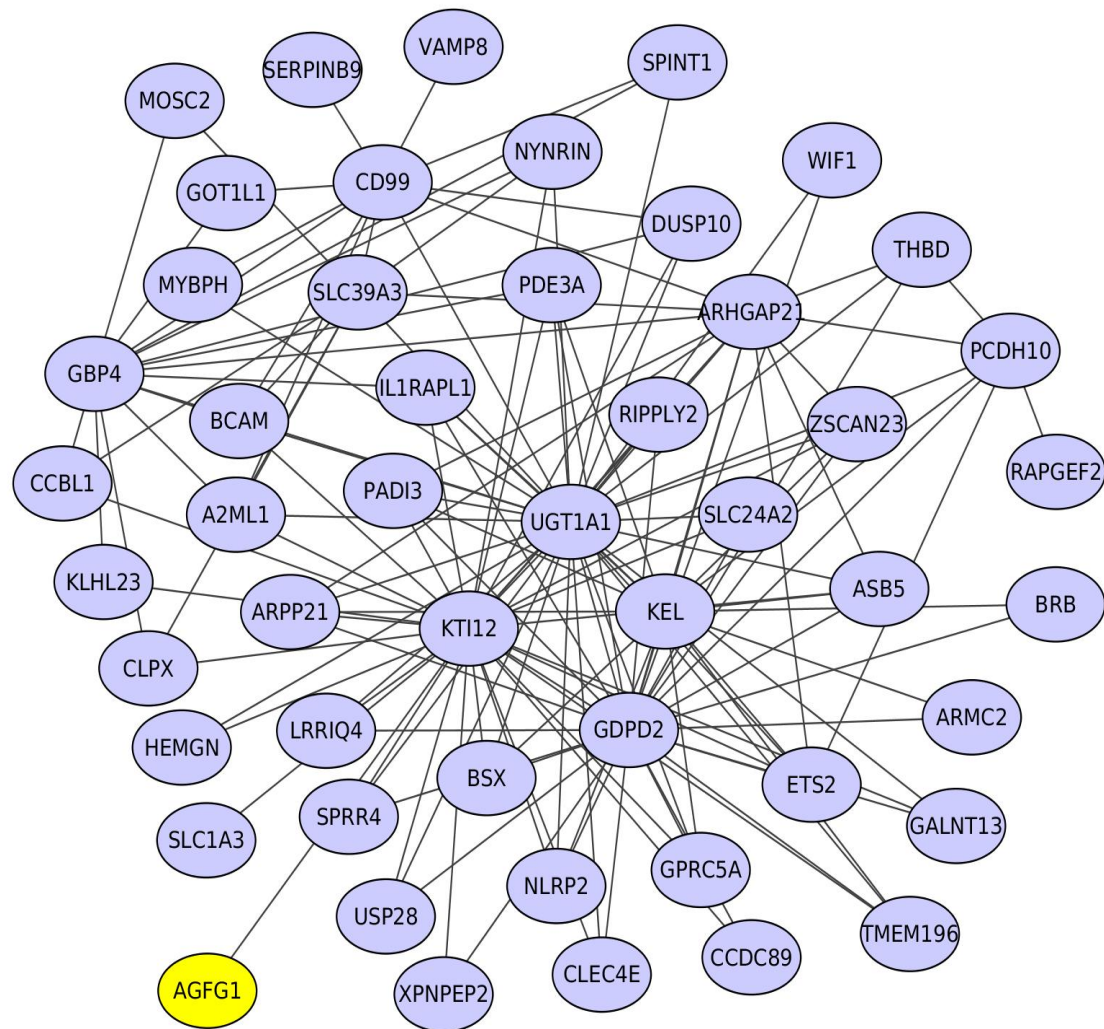 VAMP8
SERPINB9
SPINT1
MOSC2
NYNRIN
WIF1
CD99
GOT1L1
DUSP10
THBD
MYBPH
SLC39A3
PDE3A
ARHGAP21
PCDH10
GBP4
IL1RAPL1
RIPPLY2
BCAM
ZSCAN23
RAPGEF2
CCBL1
PADI3
A2ML1
UGT1A1
SLC24A2
KLHL23
ARPP21
KEL
ASB5
BRB
KTI12
CLPX
ARMC2
HEMGN
LRRIQ4
GDPD2
BSX
ETS2
SLC1A3
SPRR4
GALNT13
GPRC5A
NLRP2
USP28
TMEM196
CCDC89
CLEC4E
AGFG1
XPNPEP2